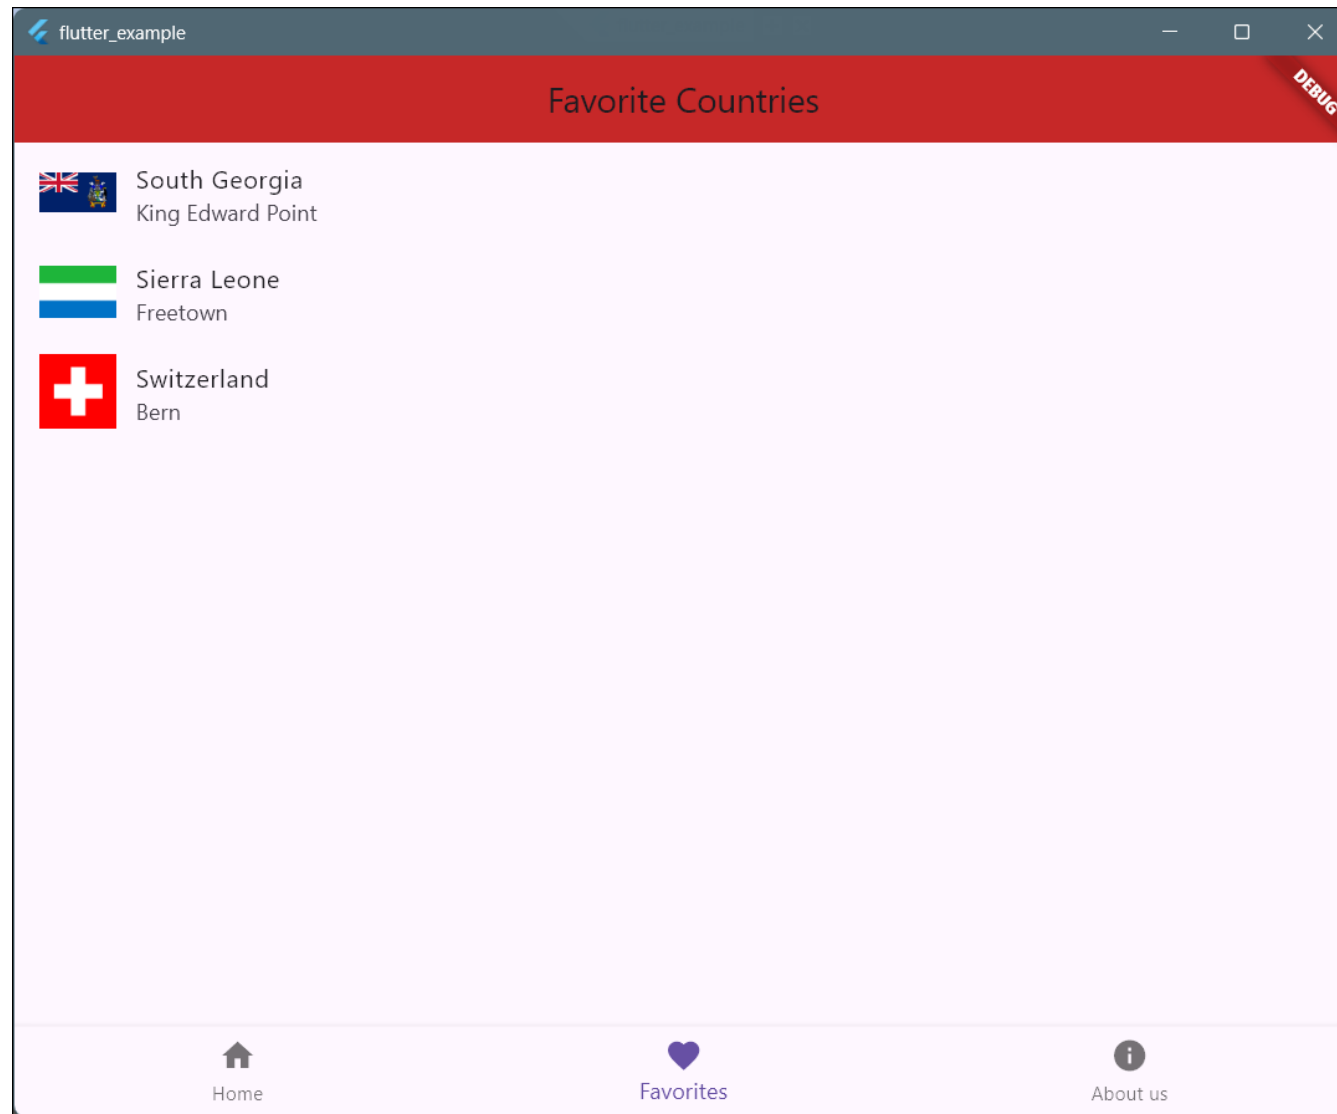 flutter_example
Favorite Countries
DEBUG
South Georgia
King Edward Point
Sierra Leone
Freetown
Switzerland
Bern
Home
Favorites
About us